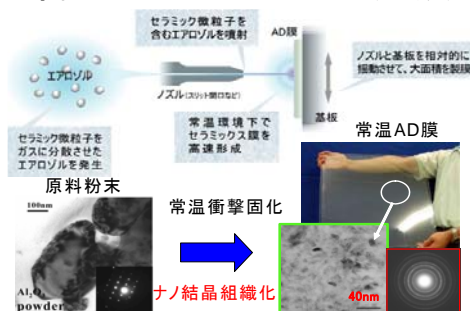 セラミック微粒子を
含むエアロゾルを噴射
AD膜
エアロゾル
ノズル(スリット開口など)
ノズルと基板を相対的に
揺動させて、大面積を製膜
基板
セラミック微粒子を
ガスに分散させた
エアロゾルを発生
常温環境下で
セラミックス膜を
高速形成
常温AD膜
原料粉末
100nm
常温衝撃固化
Al₂O₃
powder
ナノ結晶組織化
40nm